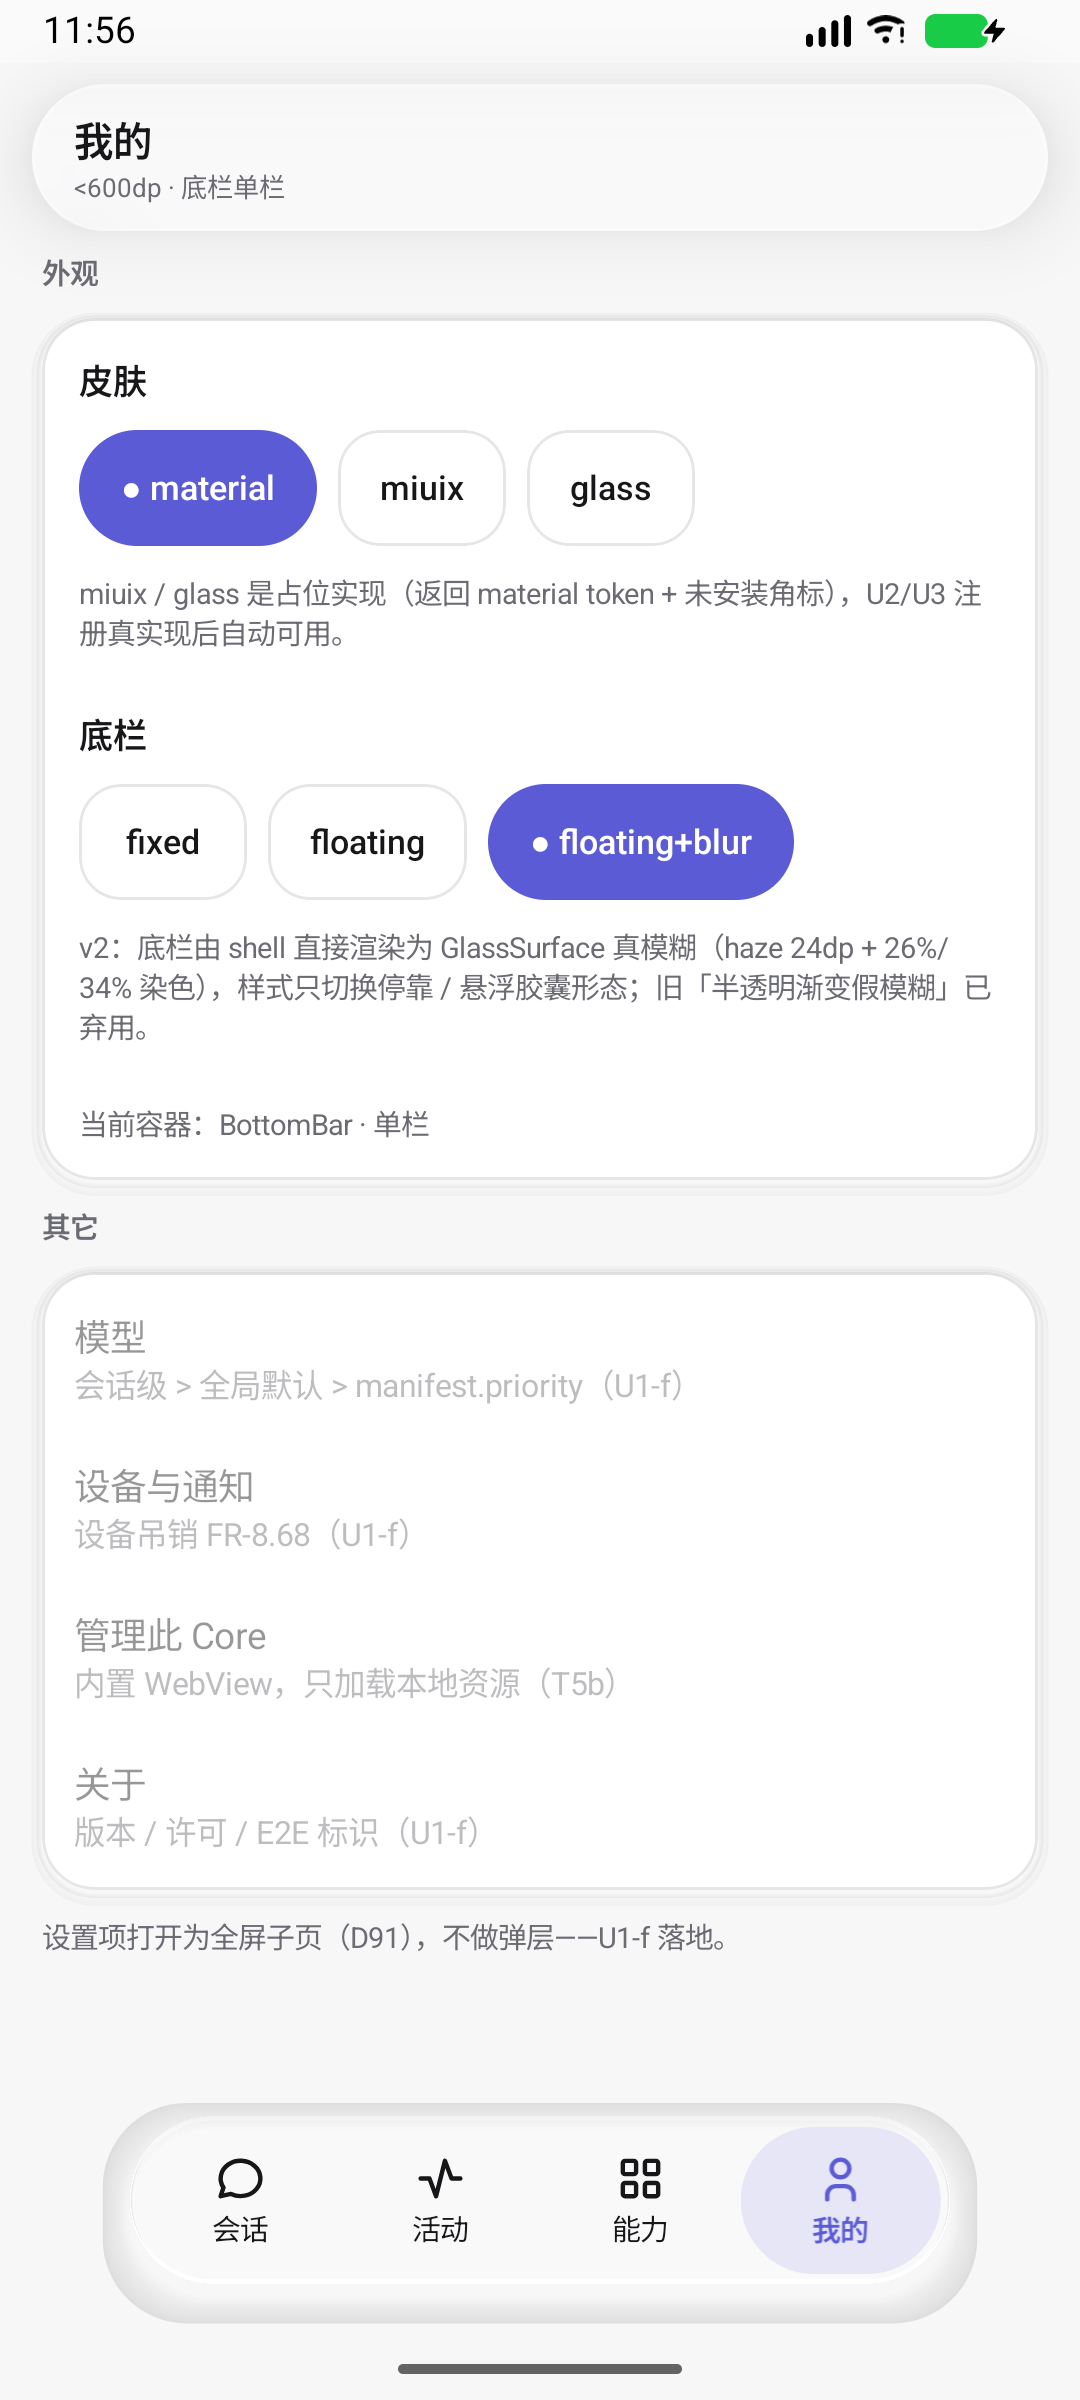 11:56
我的
<600dp · 底栏单栏
外观
皮肤
● material
miuix
glass
miuix / glass 是占位实现（返回 material token + 未安装角标），U2/U3 注
册真实现后自动可用。
底栏
fixed
floating
● floating+blur
v2：底栏由 shell 直接渲染为 GlassSurface 真模糊（haze 24dp + 26%/
34% 染色），样式只切换停靠 / 悬浮胶囊形态；旧「半透明渐变假模糊」已
弃用。
当前容器：BottomBar · 单栏
其它
模型
会话级 > 全局默认 > manifest.priority（U1-f）
设备与通知
设备吊销 FR-8.68（U1-f）
管理此 Core
内置 WebView，只加载本地资源（T5b）
关于
版本 / 许可 / E2E 标识（U1-f）
设置项打开为全屏子页（D91），不做弹层——U1-f 落地。
会话
活动
能力
我的